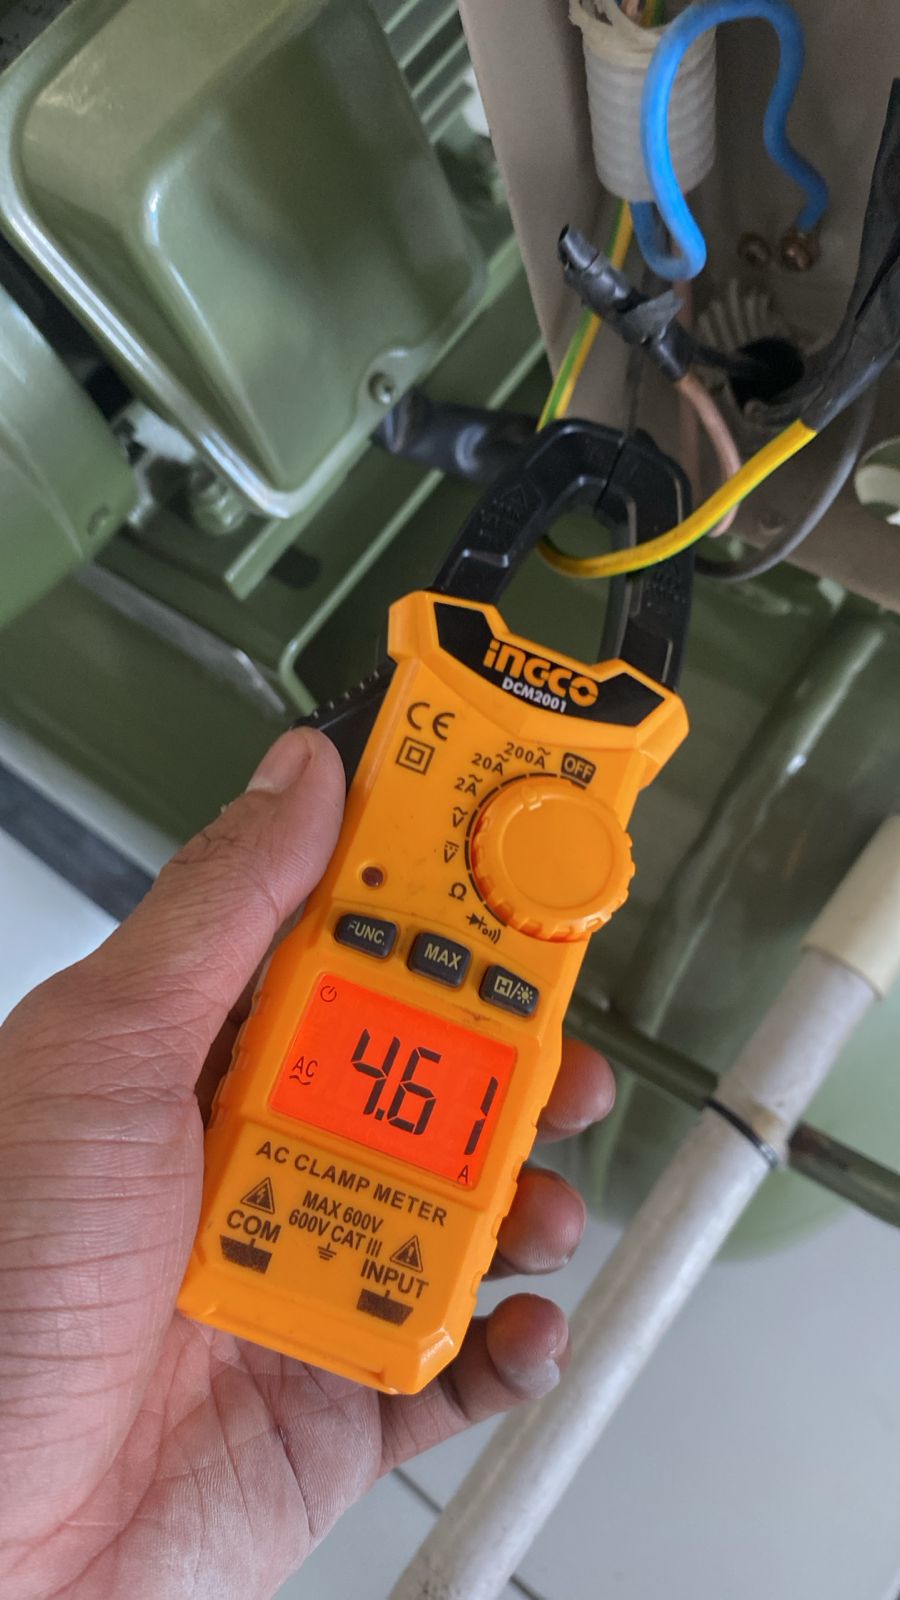 INGCO
DCM2001
CE
200A~
OFF
20A~
2A~
V~
V
Ω
FUNC.
MAX
H/
AC
4.61
A
AC CLAMP METER
MAX 600V
600V CAT III
COM
INPUT